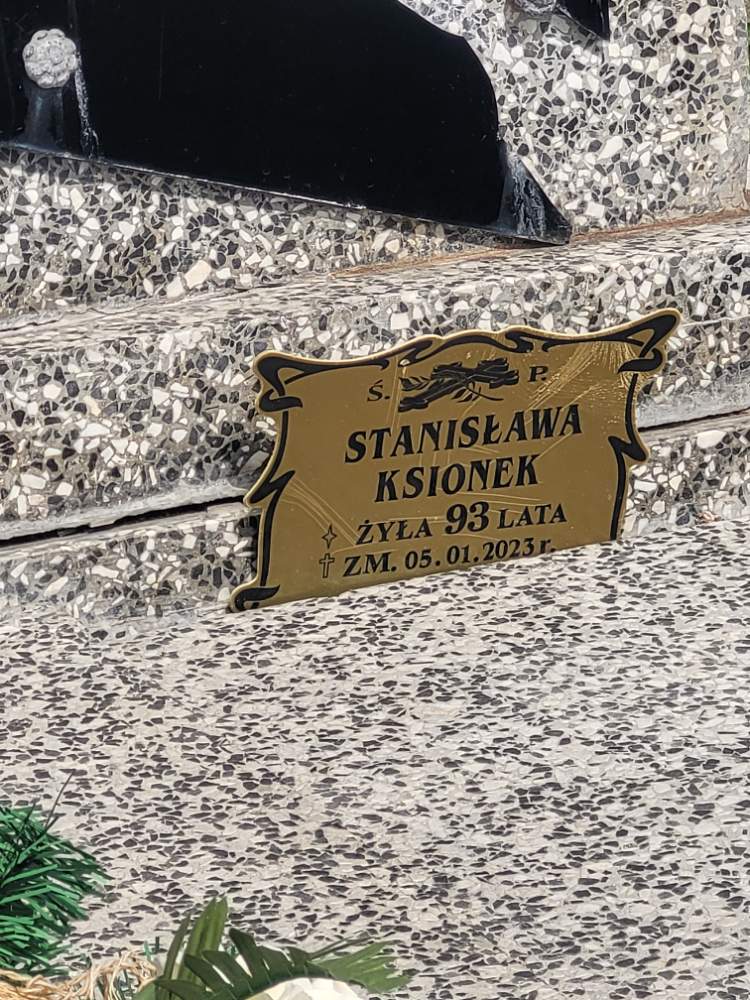 Ś. P.
STANISŁAWA
KSIONEK
ŻYŁA 93 LATA
ZM. 05.01.2023 r.